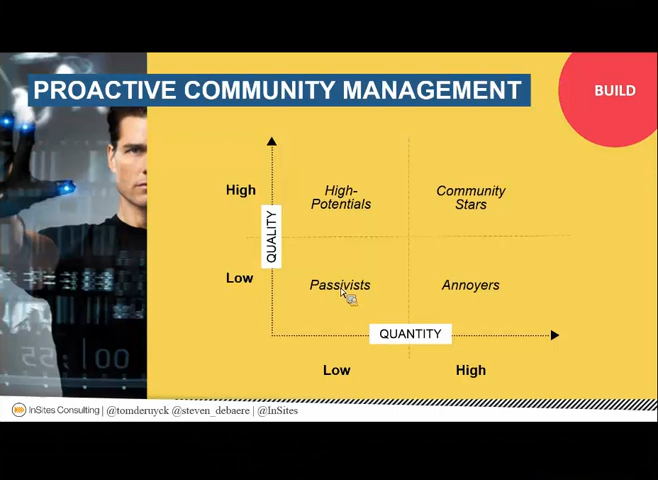 PROACTIVE COMMUNITY MANAGEMENT
BUILD
High
High-
Potentials
Community
Stars
QUALITY
Low
Passivists
Annoyers
QUANTITY
Low
High
InSites Consulting | @tomderuyck @steven_debaere | @InSites